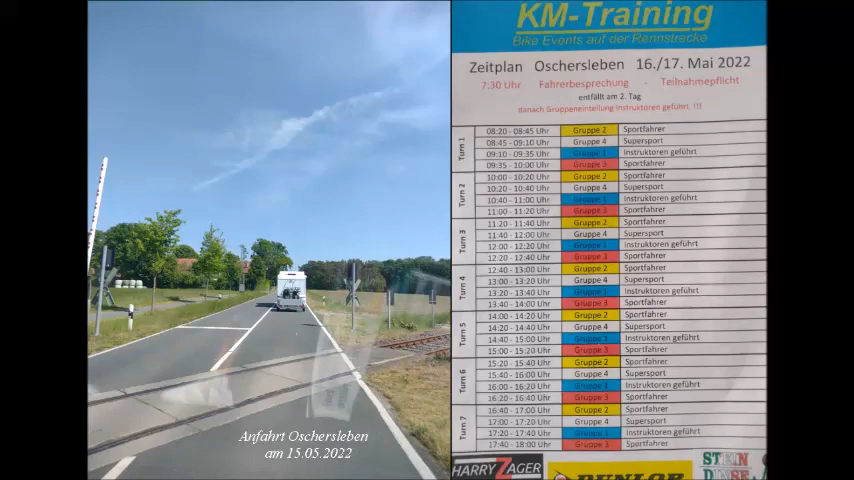 Anfahrt Oschersleben
am 15.05.2022
KM-Training
Bike Events auf der Rennstrecke
Zeitplan Oschersleben 16./17. Mai 2022
7:30 Uhr Fahrerbesprechung - Teilnahmepflicht
entfällt am 2. Tag
danach Gruppeneinteilung Instruktoren geführt !!!
Turn 1
08:20 - 08:45 Uhr Gruppe 2 Sportfahrer
08:45 - 09:10 Uhr Gruppe 4 Supersport
09:10 - 09:35 Uhr Gruppe 1 Instruktoren geführt
09:35 - 10:00 Uhr Gruppe 3 Sportfahrer
Turn 2
10:00 - 10:20 Uhr Gruppe 2 Sportfahrer
10:20 - 10:40 Uhr Gruppe 4 Supersport
10:40 - 11:00 Uhr Gruppe 1 Instruktoren geführt
11:00 - 11:20 Uhr Gruppe 3 Sportfahrer
Turn 3
11:20 - 11:40 Uhr Gruppe 2 Sportfahrer
11:40 - 12:00 Uhr Gruppe 4 Supersport
12:00 - 12:20 Uhr Gruppe 1 Instruktoren geführt
12:20 - 12:40 Uhr Gruppe 3 Sportfahrer
Turn 4
12:40 - 13:00 Uhr Gruppe 2 Sportfahrer
13:00 - 13:20 Uhr Gruppe 4 Supersport
13:20 - 13:40 Uhr Gruppe 1 Instruktoren geführt
13:40 - 14:00 Uhr Gruppe 3 Sportfahrer
Turn 5
14:00 - 14:20 Uhr Gruppe 2 Sportfahrer
14:20 - 14:40 Uhr Gruppe 4 Supersport
14:40 - 15:00 Uhr Gruppe 1 Instruktoren geführt
15:00 - 15:20 Uhr Gruppe 3 Sportfahrer
Turn 6
15:20 - 15:40 Uhr Gruppe 2 Sportfahrer
15:40 - 16:00 Uhr Gruppe 4 Supersport
16:00 - 16:20 Uhr Gruppe 1 Instruktoren geführt
16:20 - 16:40 Uhr Gruppe 3 Sportfahrer
Turn 7
16:40 - 17:00 Uhr Gruppe 2 Sportfahrer
17:00 - 17:20 Uhr Gruppe 4 Supersport
17:20 - 17:40 Uhr Gruppe 1 Instruktoren geführt
17:40 - 18:00 Uhr Gruppe 3 Sportfahrer
HARRY ZAGER
DUNLOP
STEIN
DINSE